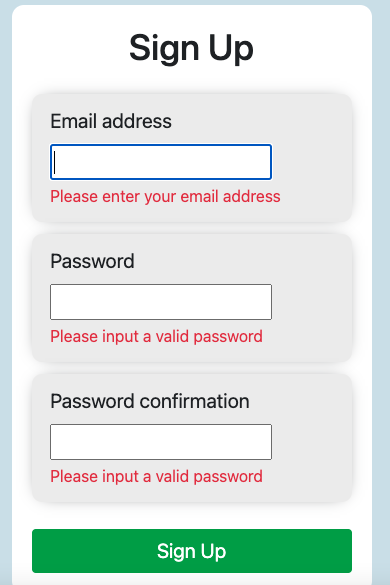 Sign Up
Email address
Please enter your email address
Password
Please input a valid password
Password confirmation
Please input a valid password
Sign Up